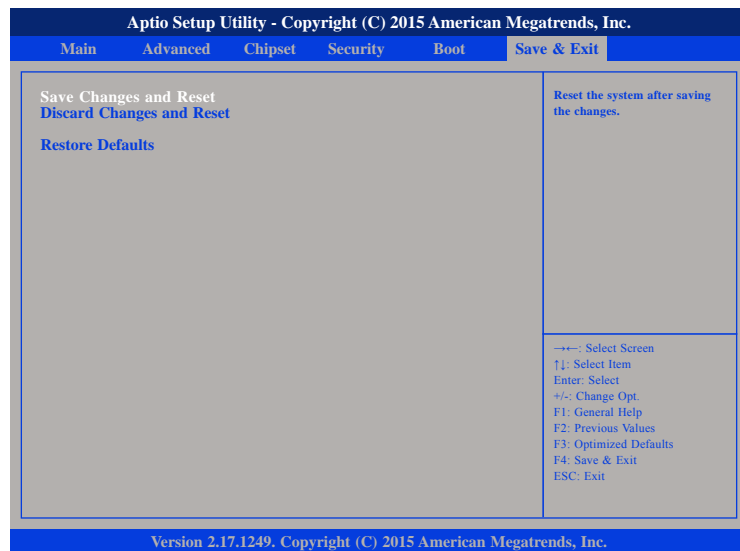 Aptio Setup Utility - Copyright (C) 2015 American Megatrends, Inc.
Main Advanced Chipset Security Boot Save & Exit
Save Changes and Reset
Discard Changes and Reset
Restore Defaults
Reset the system after saving
the changes.
→←: Select Screen
↑↓: Select Item
Enter: Select
+/-: Change Opt.
F1: General Help
F2: Previous Values
F3: Optimized Defaults
F4: Save & Exit
ESC: Exit
Version 2.17.1249. Copyright (C) 2015 American Megatrends, Inc.